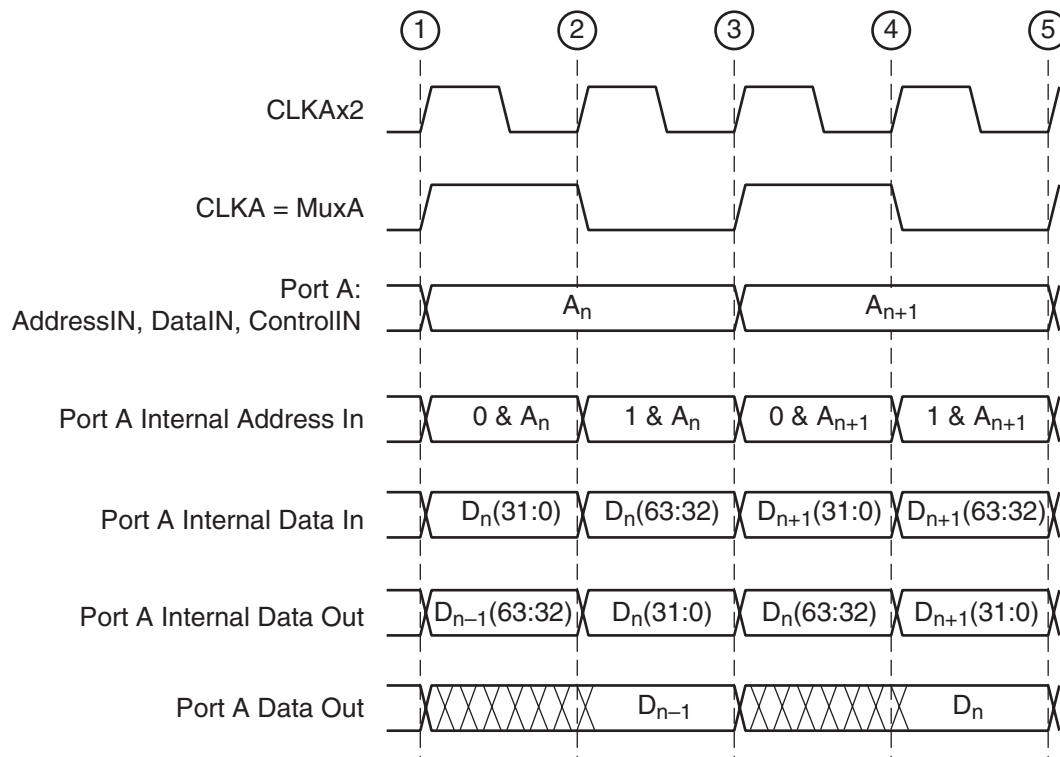 ① ② ③ ④ ⑤
CLKAx2
CLKA = MuxA
Port A:
AddressIN, DataIN, ControlIN
Aₙ Aₙ₊₁
Port A Internal Address In
0 & Aₙ 1 & Aₙ 0 & Aₙ₊₁ 1 & Aₙ₊₁
Port A Internal Data In
Dₙ(31:0) Dₙ(63:32) Dₙ₊₁(31:0) Dₙ₊₁(63:32)
Port A Internal Data Out
Dₙ₋₁(63:32) Dₙ(31:0) Dₙ(63:32) Dₙ₊₁(31:0)
Port A Data Out
Dₙ₋₁ Dₙ